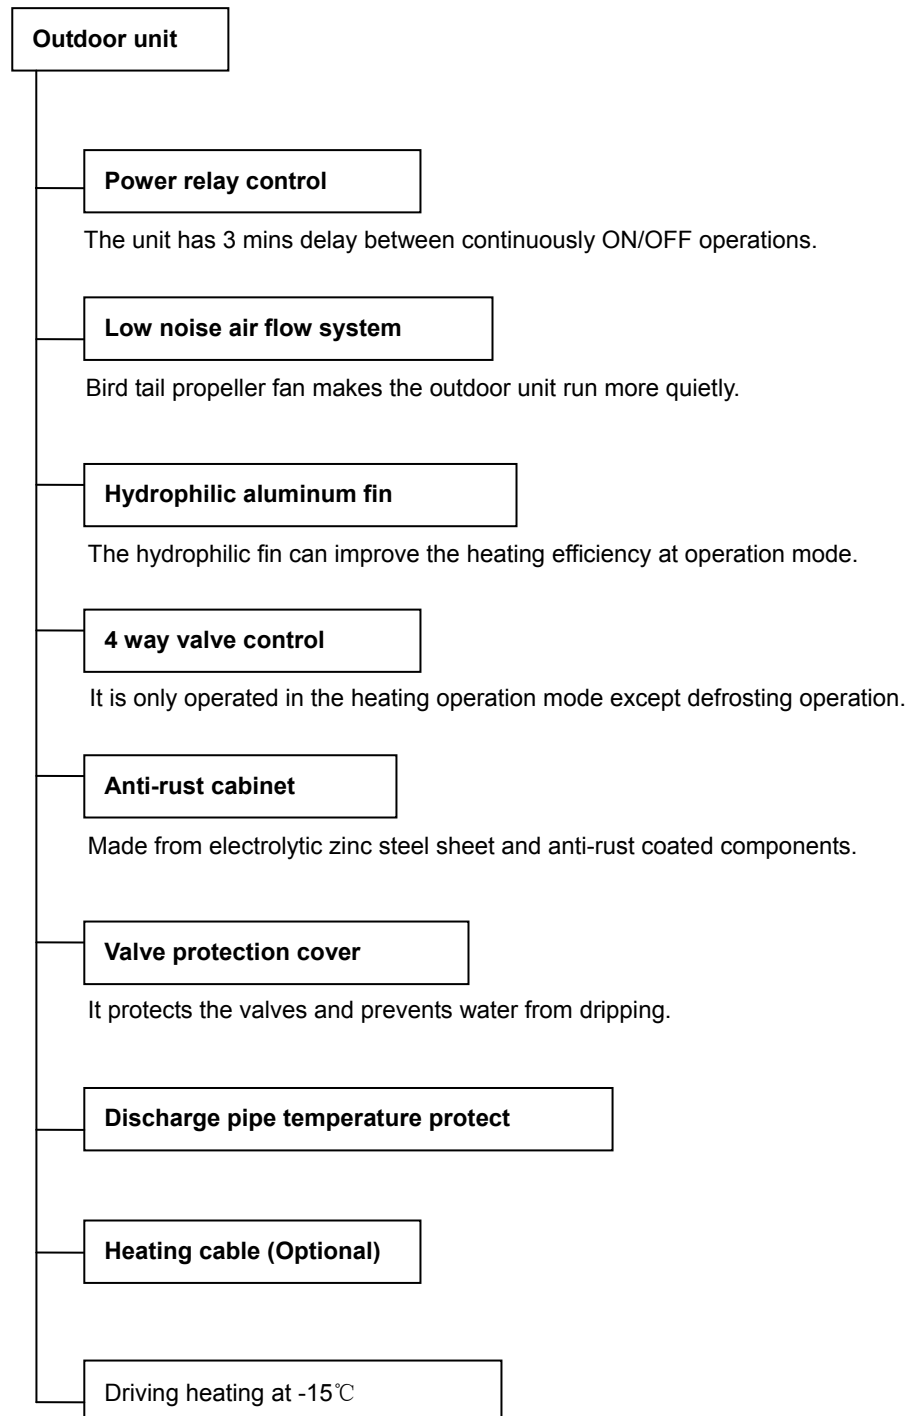 Outdoor unit
Power relay control
The unit has 3 mins delay between continuously ON/OFF operations.
Low noise air flow system
Bird tail propeller fan makes the outdoor unit run more quietly.
Hydrophilic aluminum fin
The hydrophilic fin can improve the heating efficiency at operation mode.
4 way valve control
It is only operated in the heating operation mode except defrosting operation.
Anti-rust cabinet
Made from electrolytic zinc steel sheet and anti-rust coated components.
Valve protection cover
It protects the valves and prevents water from dripping.
Discharge pipe temperature protect
Heating cable (Optional)
Driving heating at -15℃